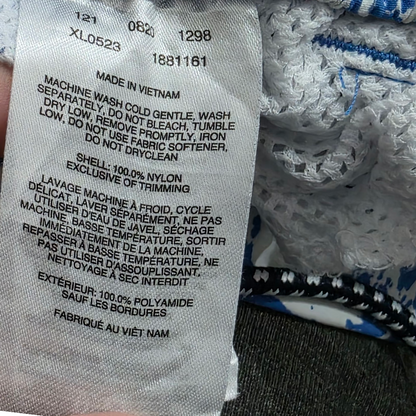 121 0820 1298
XL0523 1881161
MADE IN VIETNAM
MACHINE WASH COLD GENTLE, WASH
SEPARATELY, DO NOT BLEACH, TUMBLE
DRY LOW, REMOVE PROMPTLY, IRON
LOW, DO NOT USE FABRIC SOFTENER,
DO NOT DRYCLEAN
SHELL: 100.0% NYLON
EXCLUSIVE OF TRIMMING
LAVAGE MACHINE À FROID, CYCLE
DÉLICAT, LAVER SÉPARÉMENT, NE PAS
UTILISER D'EAU DE JAVEL, SÉCHAGE
MACHINE, BASSE TEMPÉRATURE, SORTIR
IMMÉDIATEMENT DE LA MACHINE,
REPASSER À BASSE TEMPÉRATURE, NE
PAS UTILISER D'ASSOUPLISSANT,
NETTOYAGE À SEC INTERDIT
EXTÉRIEUR: 100.0% POLYAMIDE
SAUF LES BORDURES
FABRIQUÉ AU VIÊT NAM